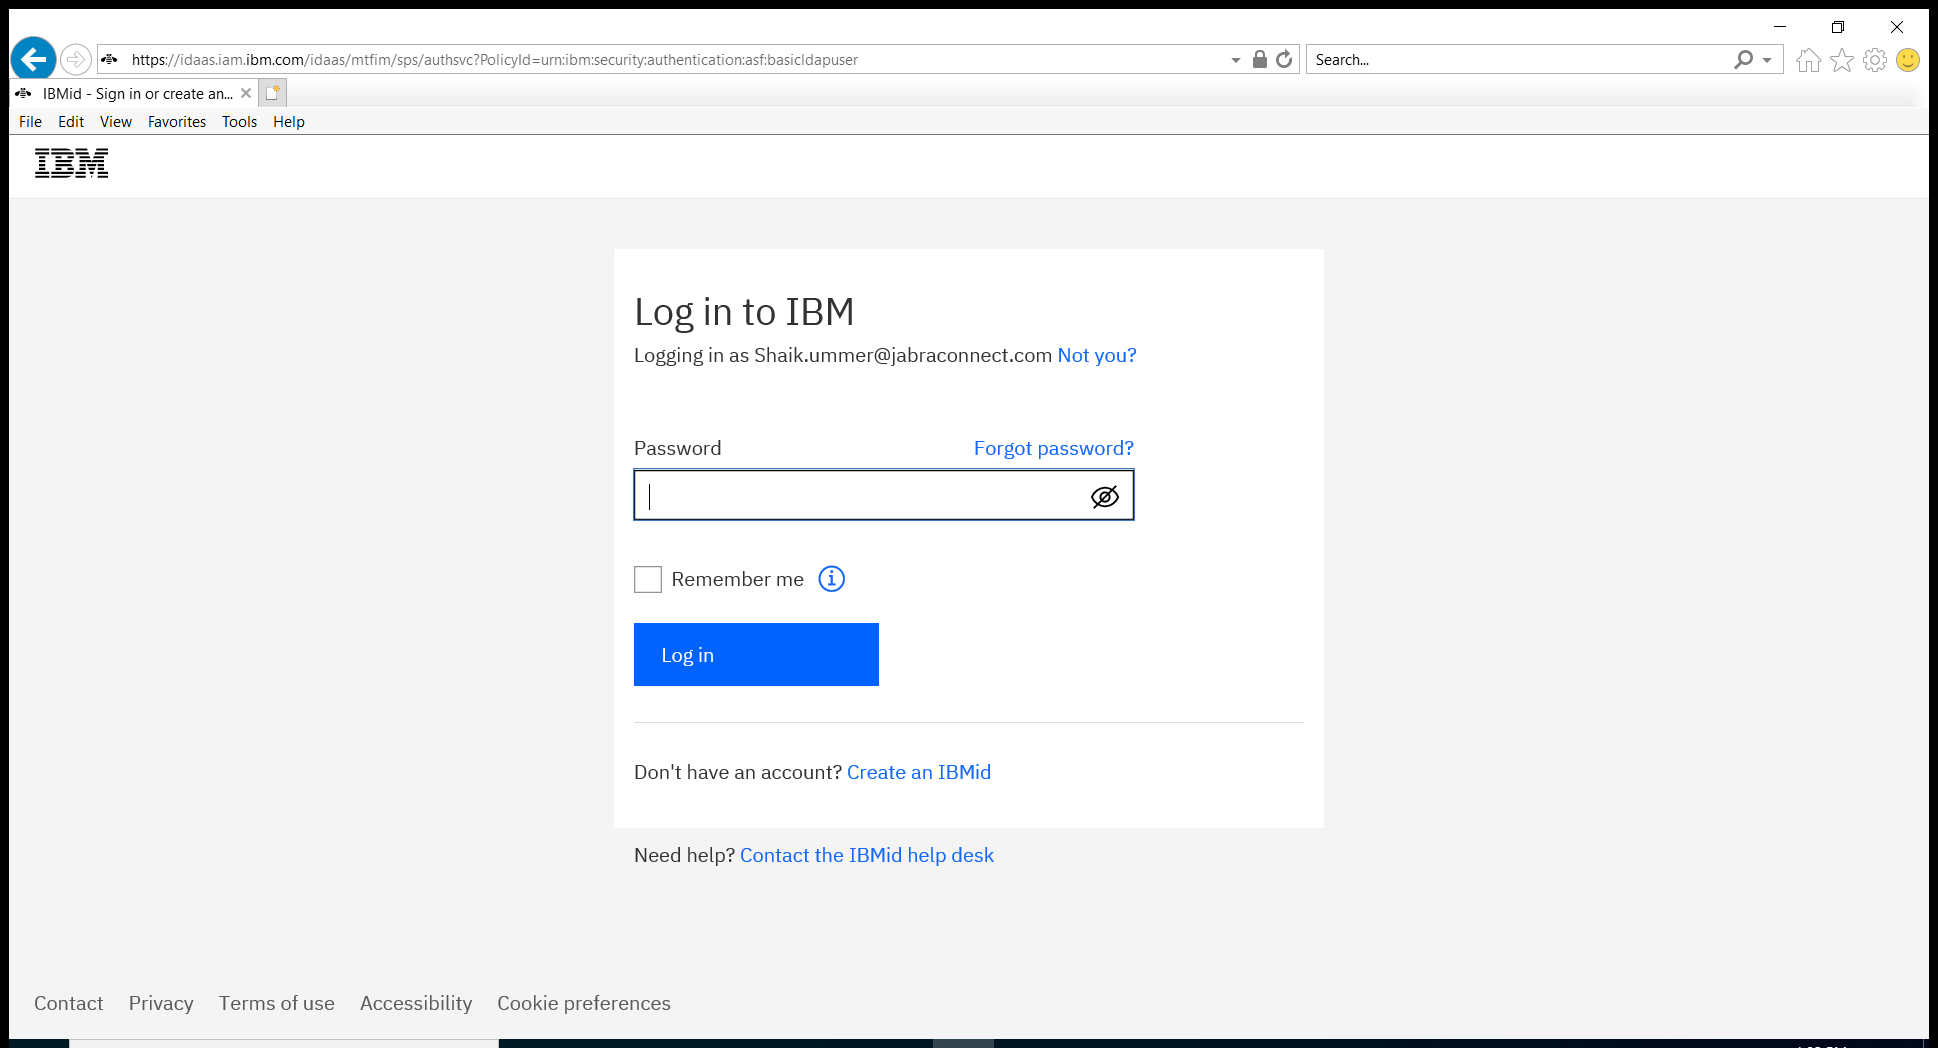 https://idaas.iam.ibm.com/idaas/mtfim/sps/authsvc?PolicyId=urn:ibm:security:authentication:asf:basicldapuser
Search...
IBMid - Sign in or create an...
File Edit View Favorites Tools Help
IBM
Log in to IBM
Logging in as Shaik.ummer@jabraconnect.com Not you?
Password Forgot password?
Remember me
Log in
Don't have an account? Create an IBMid
Need help? Contact the IBMid help desk
Contact Privacy Terms of use Accessibility Cookie preferences